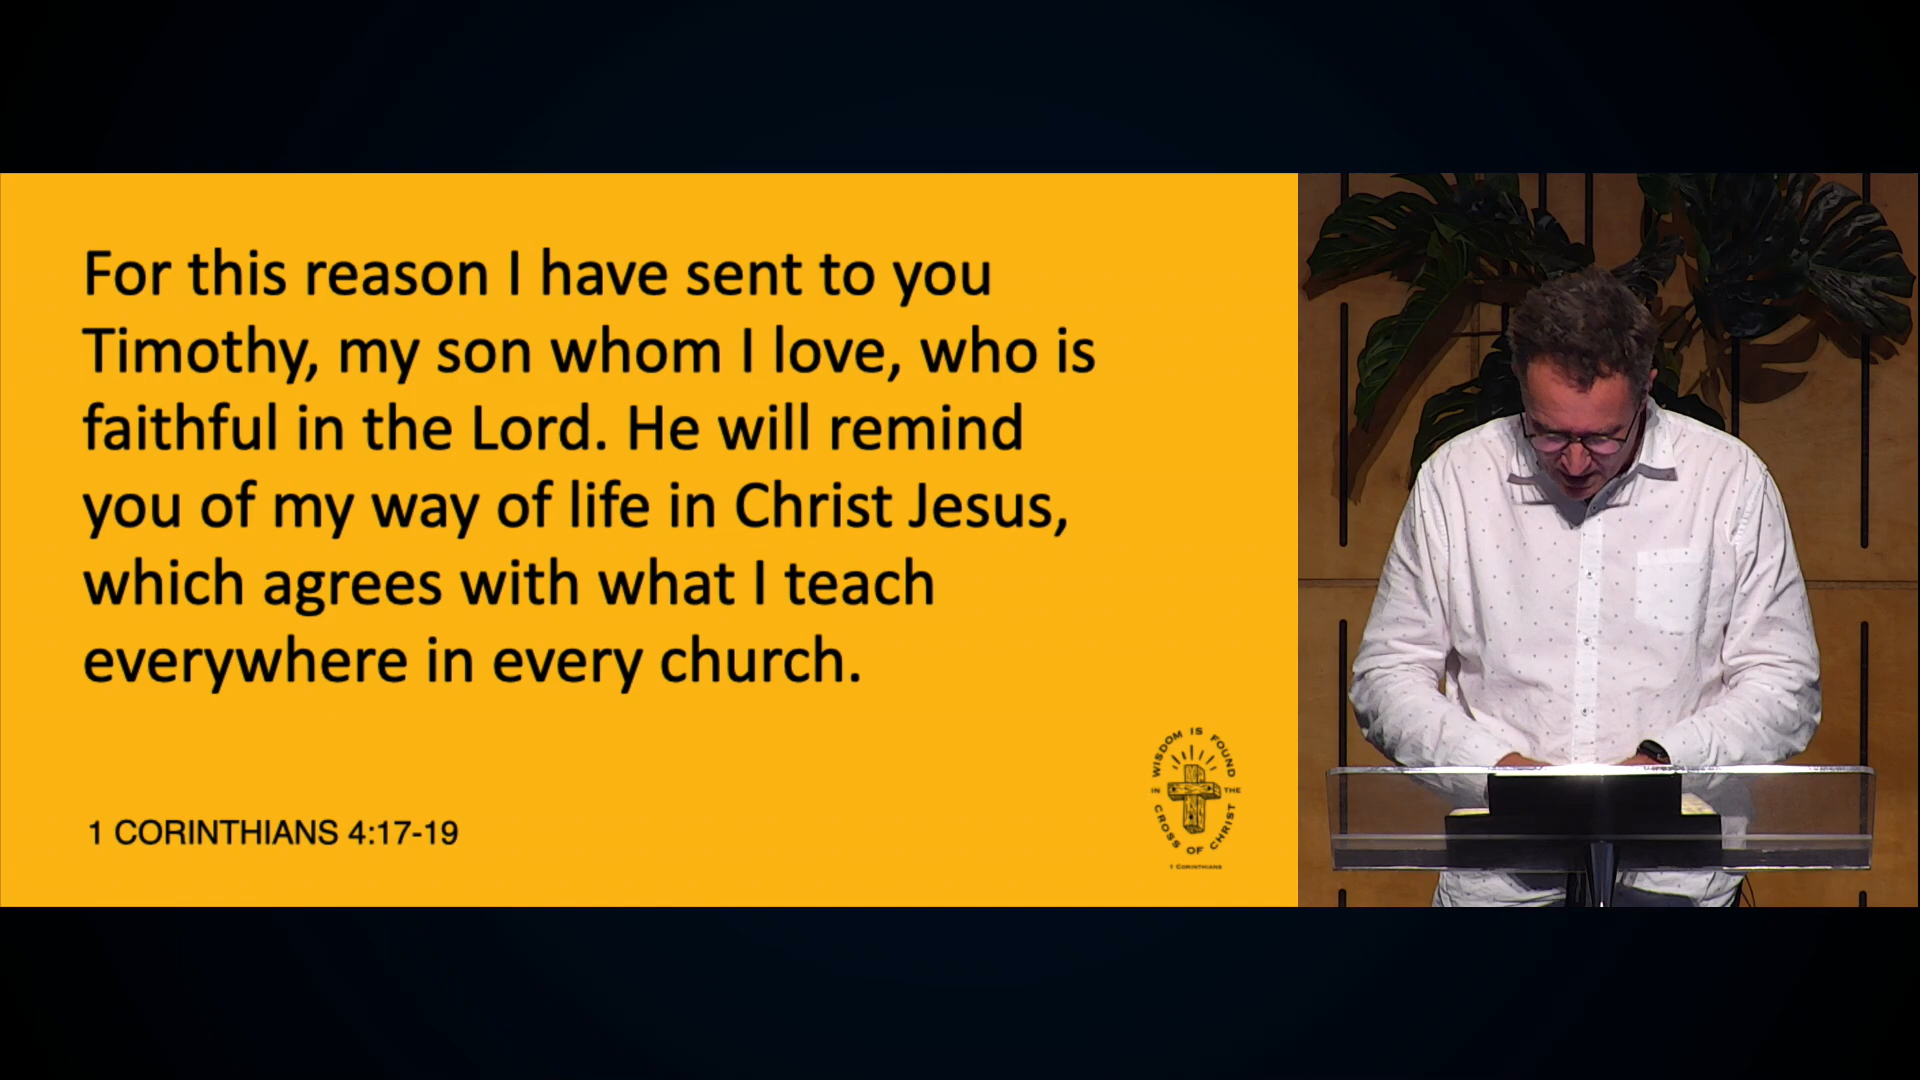 For this reason I have sent to you
Timothy, my son whom I love, who is
faithful in the Lord. He will remind
you of my way of life in Christ Jesus,
which agrees with what I teach
everywhere in every church.
1 CORINTHIANS 4:17-19
WISDOM IS FOUND
IN THE
CROSS OF CHRIST
1 CORINTHIANS